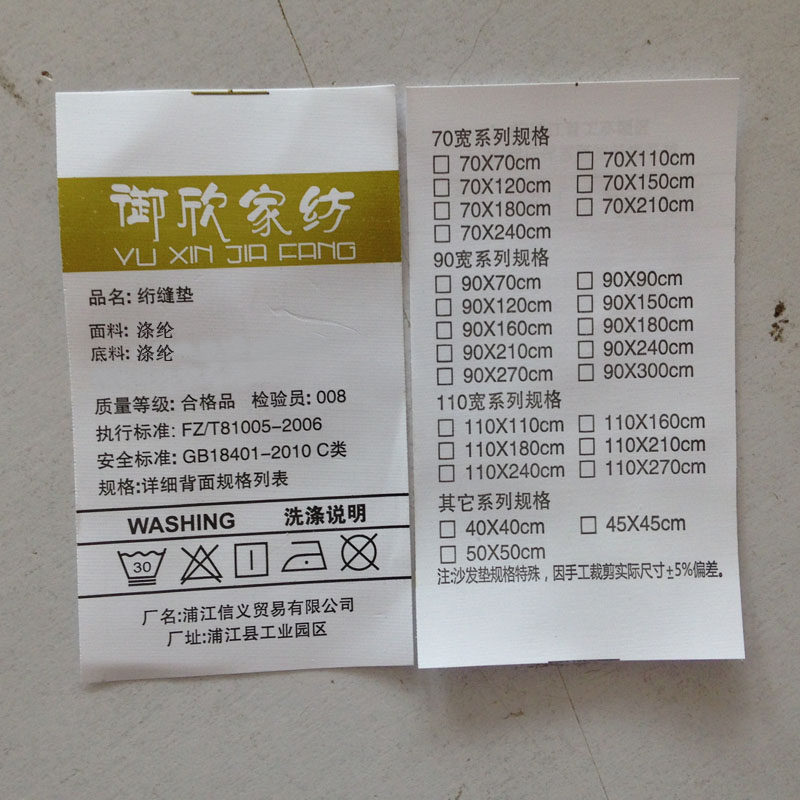 御欣家纺
YU XIN JIA FANG
品名: 绗缝垫
面料: 涤纶
底料: 涤纶
质量等级: 合格品 检验员: 008
执行标准: FZ/T81005-2006
安全标准: GB18401-2010 C类
规格:详细背面规格列表
WASHING 洗涤说明
30
厂名:浦江信义贸易有限公司
厂址:浦江县工业园区
70宽系列规格
70X70cm 70X110cm
70X120cm 70X150cm
70X180cm 70X210cm
70X240cm
90宽系列规格
90X70cm 90X90cm
90X120cm 90X150cm
90X160cm 90X180cm
90X210cm 90X240cm
90X270cm 90X300cm
110宽系列规格
110X110cm 110X160cm
110X180cm 110X210cm
110X240cm 110X270cm
其它系列规格
40X40cm 45X45cm
50X50cm
注:沙发垫规格特殊，因手工裁剪实际尺寸±5%偏差。